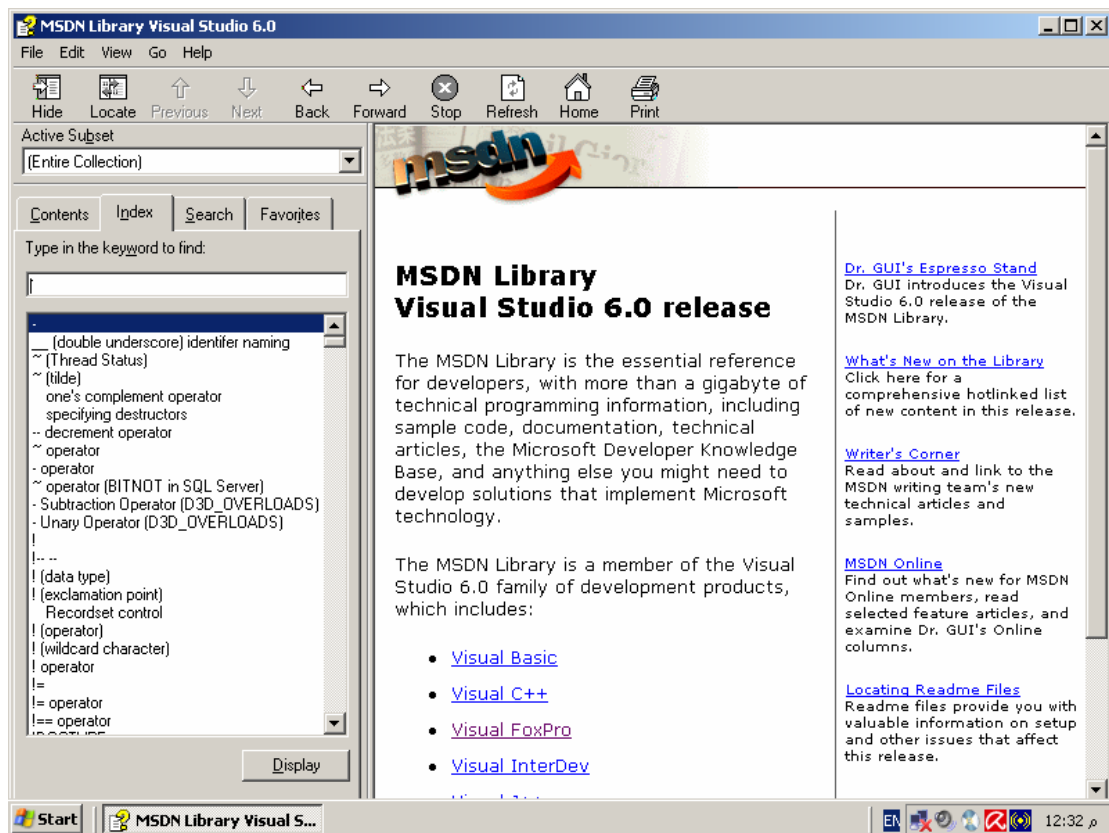 MSDN Library Visual Studio 6.0
File Edit View Go Help
Hide Locate Previous Next Back Forward Stop Refresh Home Print
Active Subset
(Entire Collection)
Contents Index Search Favorites
Type in the keyword to find:
-
__ (double underscore) identifer naming
~ (Thread Status)
~ (tilde)
one's complement operator
specifying destructors
-- decrement operator
~ operator
- operator
~ operator (BITNOT in SQL Server)
- Subtraction Operator (D3D_OVERLOADS)
- Unary Operator (D3D_OVERLOADS)
!
!-- --
! (data type)
! (exclamation point)
Recordset control
! (operator)
! (wildcard character)
! operator
!=
!= operator
!== operator
Display
msdn
MSDN Library
Visual Studio 6.0 release
The MSDN Library is the essential reference
for developers, with more than a gigabyte of
technical programming information, including
sample code, documentation, technical
articles, the Microsoft Developer Knowledge
Base, and anything else you might need to
develop solutions that implement Microsoft
technology.
The MSDN Library is a member of the Visual
Studio 6.0 family of development products,
which includes:
• Visual Basic
• Visual C++
• Visual FoxPro
• Visual InterDev
Dr. GUI's Espresso Stand
Dr. GUI introduces the Visual
Studio 6.0 release of the
MSDN Library.
What's New on the Library
Click here for a
comprehensive hotlinked list
of new content in this release.
Writer's Corner
Read about and link to the
MSDN writing team's new
technical articles and
samples.
MSDN Online
Find out what's new for MSDN
Online members, read
selected feature articles, and
examine Dr. GUI's Online
columns.
Locating Readme Files
Readme files provide you with
valuable information on setup
and other issues that affect
this release.
Start
MSDN Library Visual S...
EN
12:32 م